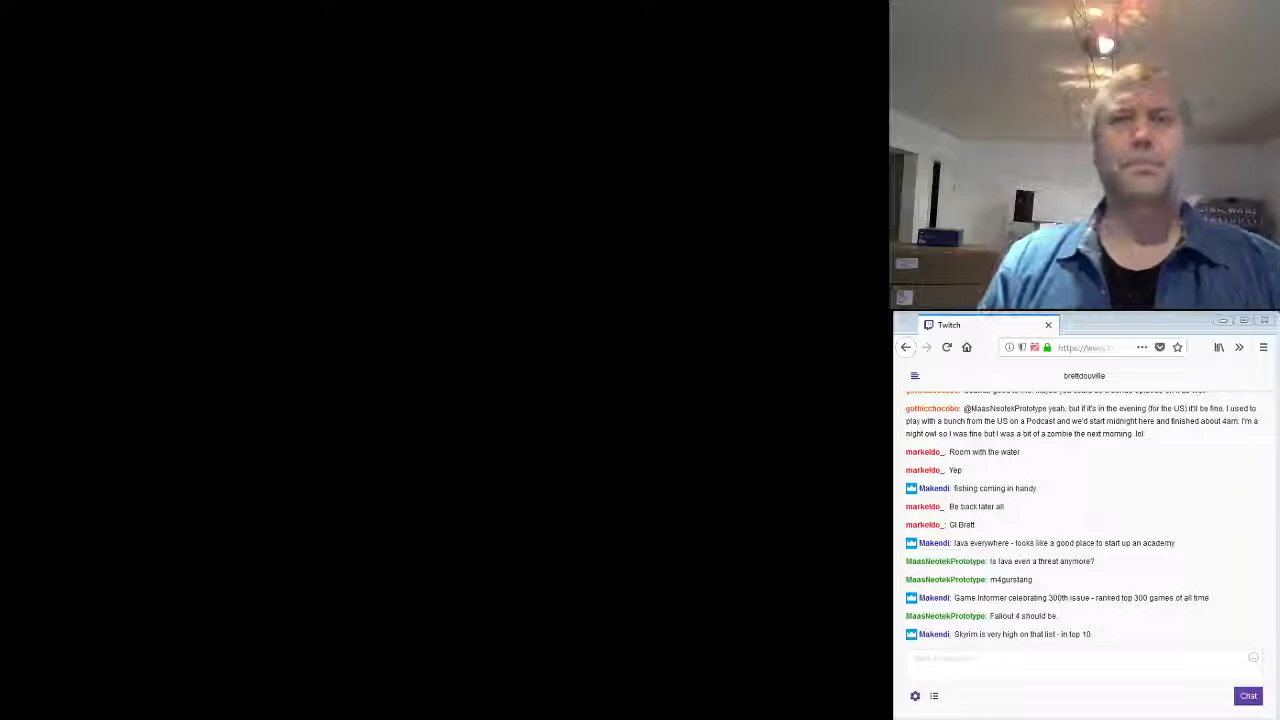 STAR WARS
Twitch
https://www.tw
brettdouville
gothicchocobo: @MaasNeotekPrototype yeah, but if it's in the evening (for the US) it'll be fine. I used to
play with a bunch from the US on a Podcast and we'd start midnight here and finished about 4am. I'm a
night owl so I was fine but I was a bit of a zombie the next morning. lol
markeldo_: Room with the water
markeldo_: Yep
Makendi: fishing coming in handy
markeldo_: Be back later all
markeldo_: Gl Brett
Makendi: lava everywhere - looks like a good place to start up an academy
MaasNeotekPrototype: Is lava even a threat anymore?
MaasNeotekPrototype: m4gurstang
Makendi: Game Informer celebrating 300th issue - ranked top 300 games of all time
MaasNeotekPrototype: Fallout 4 should be..
Makendi: Skyrim is very high on that list - in top 10
Chat